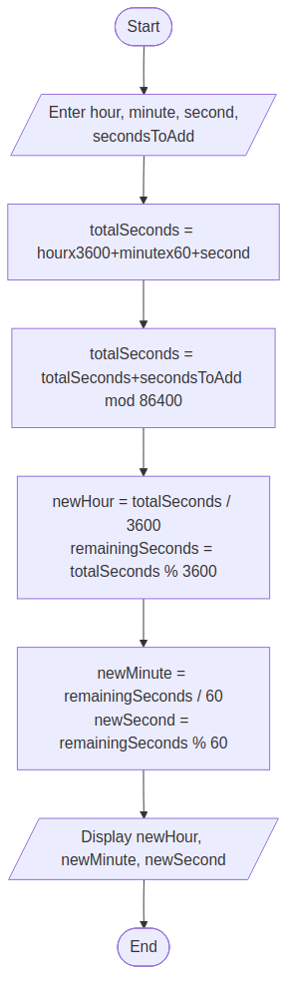 Start
Enter hour, minute, second,
secondsToAdd
totalSeconds =
hourx3600+minutex60+second
totalSeconds =
totalSeconds+secondsToAdd
mod 86400
newHour = totalSeconds /
3600
remainingSeconds =
totalSeconds % 3600
newMinute =
remainingSeconds / 60
newSecond =
remainingSeconds % 60
Display newHour,
newMinute, newSecond
End